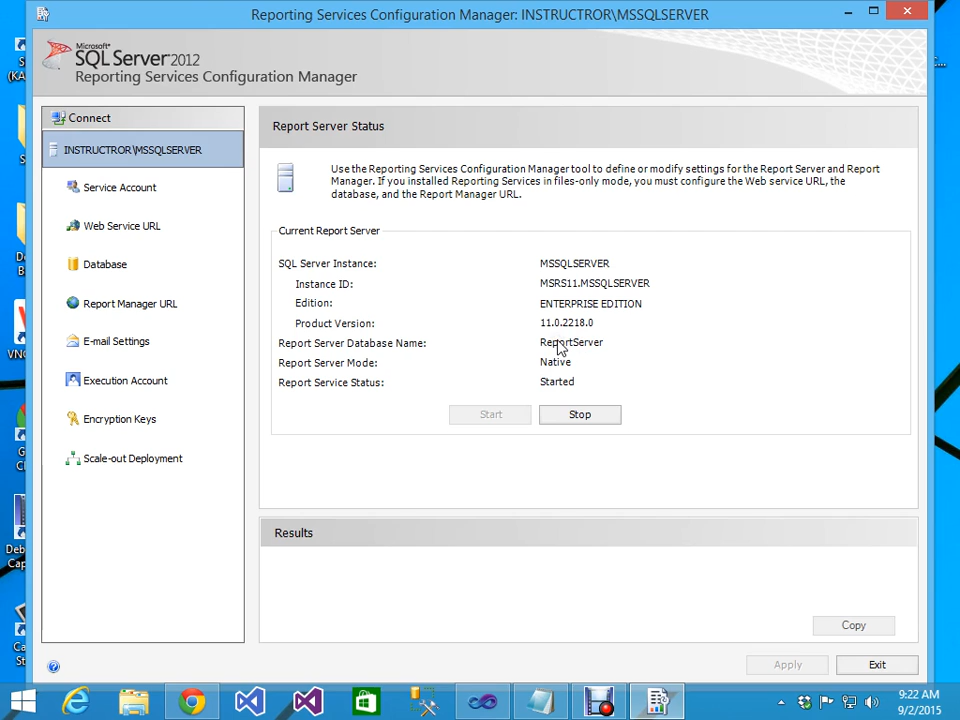 Reporting Services Configuration Manager: INSTRUCTROR\MSSQLSERVER
Microsoft
SQL Server 2012
Reporting Services Configuration Manager
Connect
INSTRUCTROR\MSSQLSERVER
Service Account
Web Service URL
Database
Report Manager URL
E-mail Settings
Execution Account
Encryption Keys
Scale-out Deployment
Report Server Status
Use the Reporting Services Configuration Manager tool to define or modify settings for the Report Server and Report
Manager. If you installed Reporting Services in files-only mode, you must configure the Web service URL, the
database, and the Report Manager URL.
Current Report Server
SQL Server Instance: MSSQLSERVER
Instance ID: MSRS11.MSSQLSERVER
Edition: ENTERPRISE EDITION
Product Version: 11.0.2218.0
Report Server Database Name: ReportServer
Report Server Mode: Native
Report Service Status: Started
Start Stop
Results
Copy
Apply Exit
9:22 AM
9/2/2015